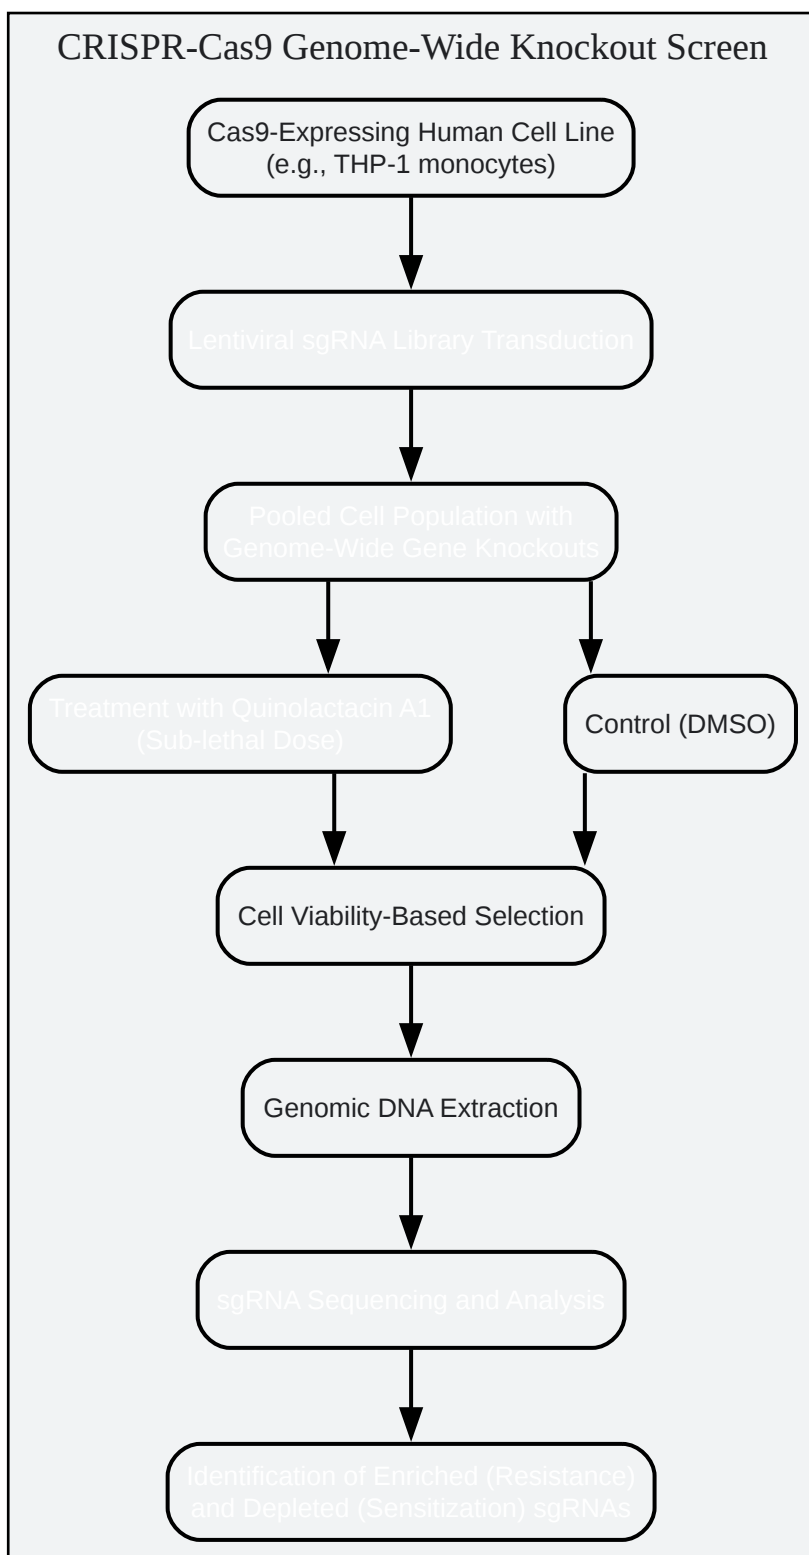 CRISPR-Cas9 Genome-Wide Knockout Screen
Cas9-Expressing Human Cell Line
(e.g., THP-1 monocytes)
Lentiviral sgRNA Library Transduction
Pooled Cell Population with
Genome-Wide Gene Knockouts
Treatment with Quinolactacin A1
(Sub-lethal Dose)
Control (DMSO)
Cell Viability-Based Selection
Genomic DNA Extraction
sgRNA Sequencing and Analysis
Identification of Enriched (Resistance)
and Depleted (Sensitization) sgRNAs